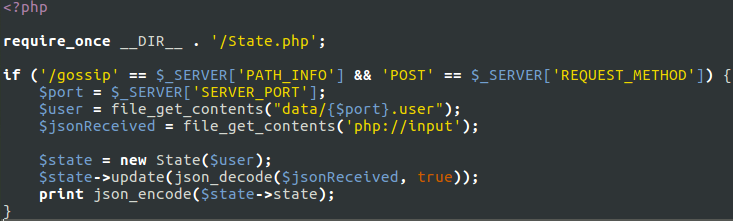 <?php
require_once __DIR__ . '/State.php';
if ('/gossip' == $_SERVER['PATH_INFO'] && 'POST' == $_SERVER['REQUEST_METHOD']) {
$port = $_SERVER['SERVER_PORT'];
$user = file_get_contents("data/{$port}.user");
$jsonReceived = file_get_contents('php://input');
$state = new State($user);
$state->update(json_decode($jsonReceived, true));
print json_encode($state->state);
}